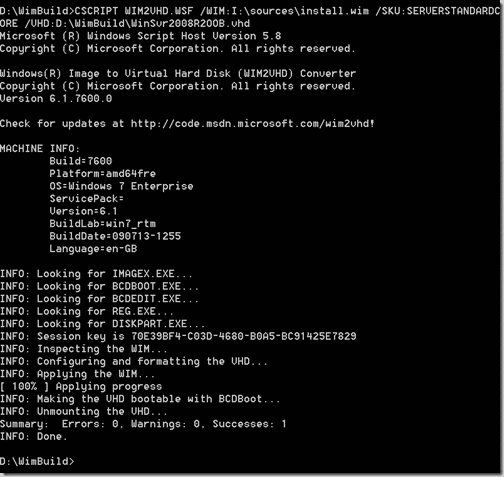 D:\WimBuild>CSCRIPT WIM2VHD.WSF /WIM:I:\sources\install.wim /SKU:SERVERSTANDARDC
ORE /VHD:D:\WimBuild\WinSvr2008R2OOB.vhd
Microsoft (R) Windows Script Host Version 5.8
Copyright (C) Microsoft Corporation. All rights reserved.

Windows(R) Image to Virtual Hard Disk (WIM2VHD) Converter
Copyright (C) Microsoft Corporation. All rights reserved.
Version 6.1.7600.0

Check for updates at http://code.msdn.microsoft.com/wim2vhd!

MACHINE INFO:
        Build=7600
        Platform=amd64fre
        OS=Windows 7 Enterprise
        ServicePack=
        Version=6.1
        BuildLab=win7_rtm
        BuildDate=090713-1255
        Language=en-GB

INFO: Looking for IMAGEX.EXE...
INFO: Looking for BCDBOOT.EXE...
INFO: Looking for BCDEDIT.EXE...
INFO: Looking for REG.EXE...
INFO: Looking for DISKPART.EXE...
INFO: Session key is 70E39BF4-C03D-4680-B0A5-BC91425E7829
INFO: Inspecting the WIM...
INFO: Configuring and formatting the VHD...
INFO: Applying the WIM...
[ 100% ] Applying progress
INFO: Making the VHD bootable with BCDBoot...
INFO: Unmounting the VHD...
Summary:  Errors: 0, Warnings: 0, Successes: 1
INFO: Done.

D:\WimBuild>